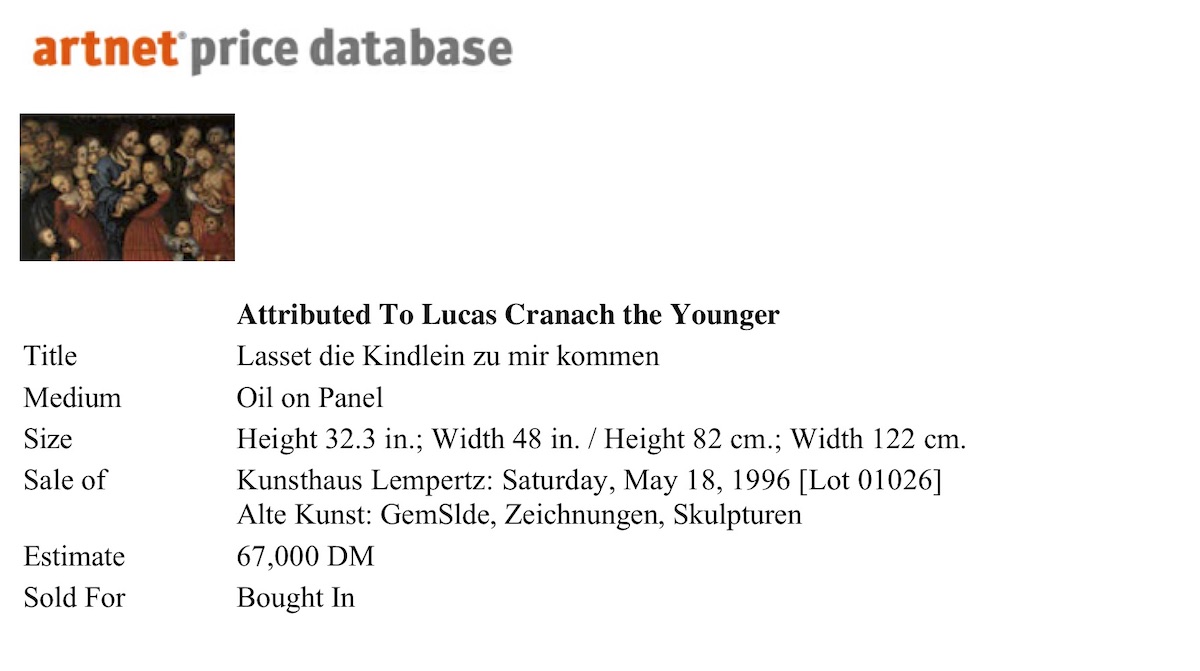 artnet® price database
Attributed To Lucas Cranach the Younger
Title Lasset die Kindlein zu mir kommen
Medium Oil on Panel
Size Height 32.3 in.; Width 48 in. / Height 82 cm.; Width 122 cm.
Sale of Kunsthaus Lempertz: Saturday, May 18, 1996 [Lot 01026]
Alte Kunst: GemSlde, Zeichnungen, Skulpturen
Estimate 67,000 DM
Sold For Bought In